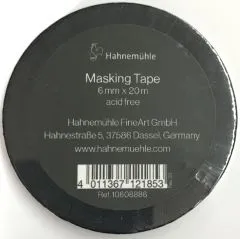 Hahnemühle
Masking Tape
6 mm x 20 m
acid free
Hahnemühle FineArt GmbH
Hahnestraße 5, 37586 Dassel, Germany
www.hahnemuehle.com
4 011367 121853
Ref.10608886